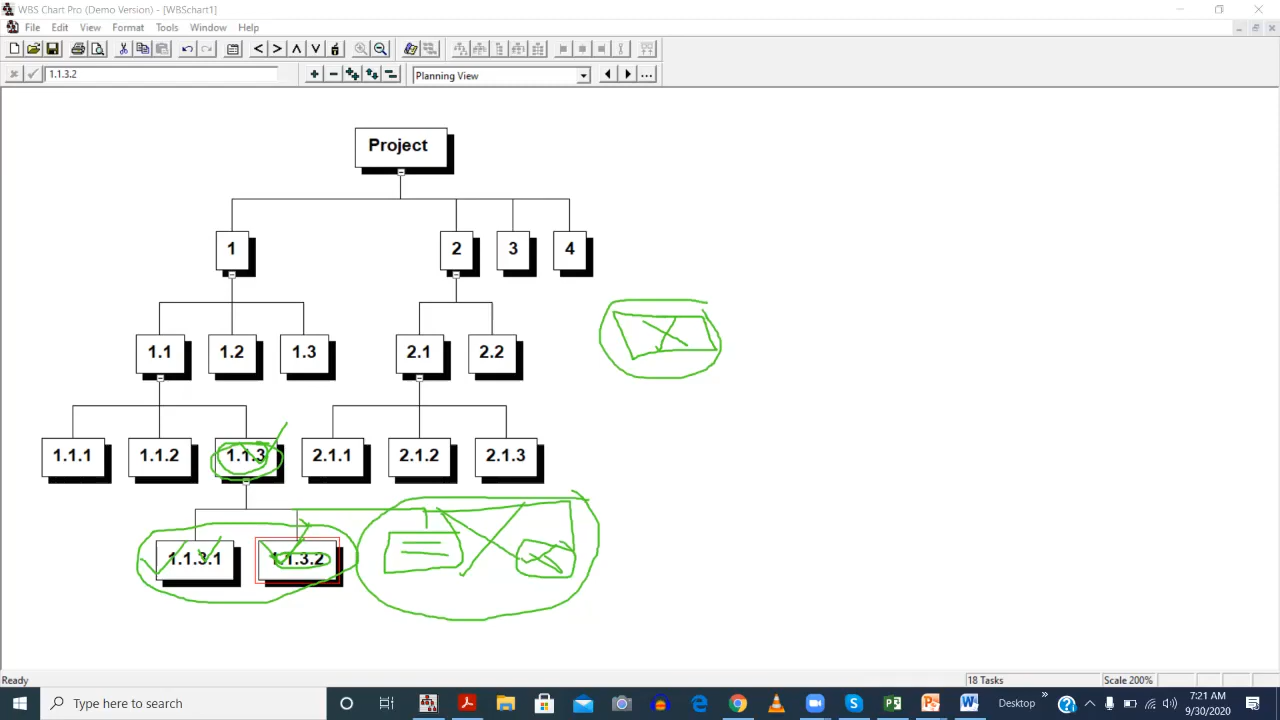 WBS Chart Pro (Demo Version) - [WBSchart1]
File Edit View Format Tools Window Help
1.1.3.2
Planning View
Project
1 2 3 4
1.1 1.2 1.3 2.1 2.2
1.1.1 1.1.2 1.1.3 2.1.1 2.1.2 2.1.3
1.1.3.1 1.1.3.2
Ready 18 Tasks Scale 200%
Type here to search
Desktop
7:21 AM
9/30/2020